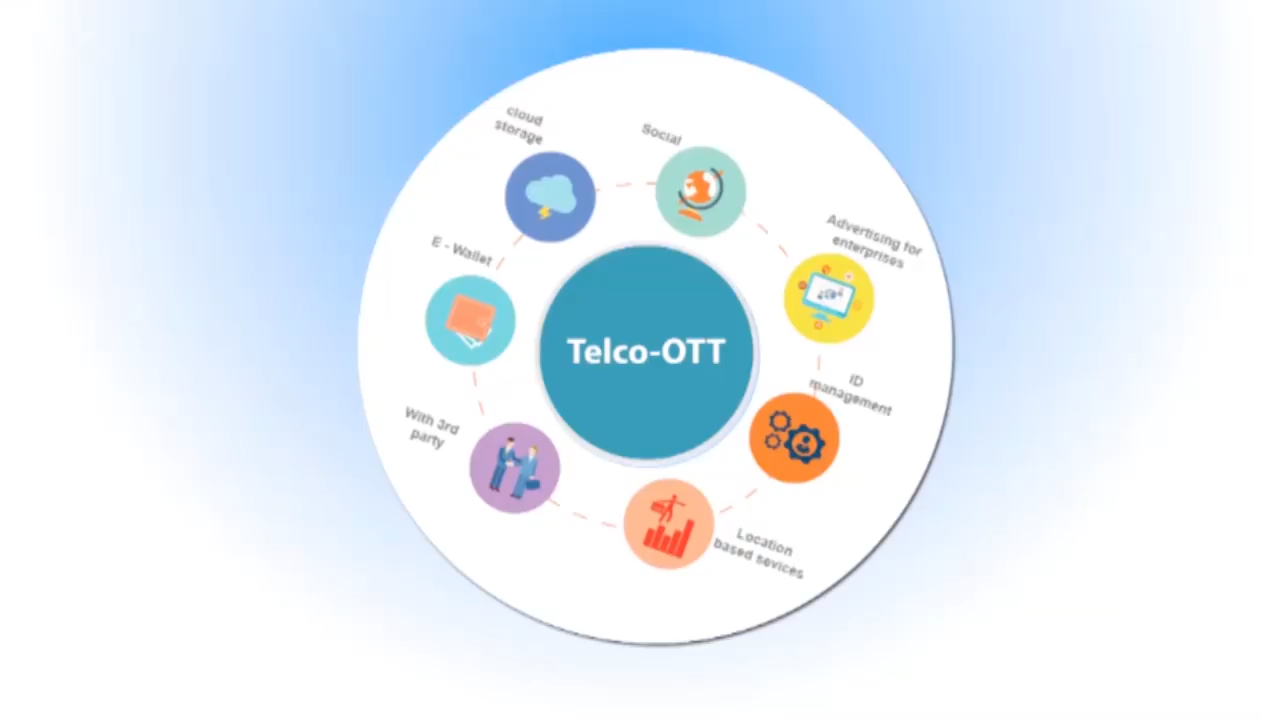 cloud
storage
Social
Advertising for
enterprises
E - Wallet
Telco-OTT
ID
management
With 3rd
party
Location
based sevices